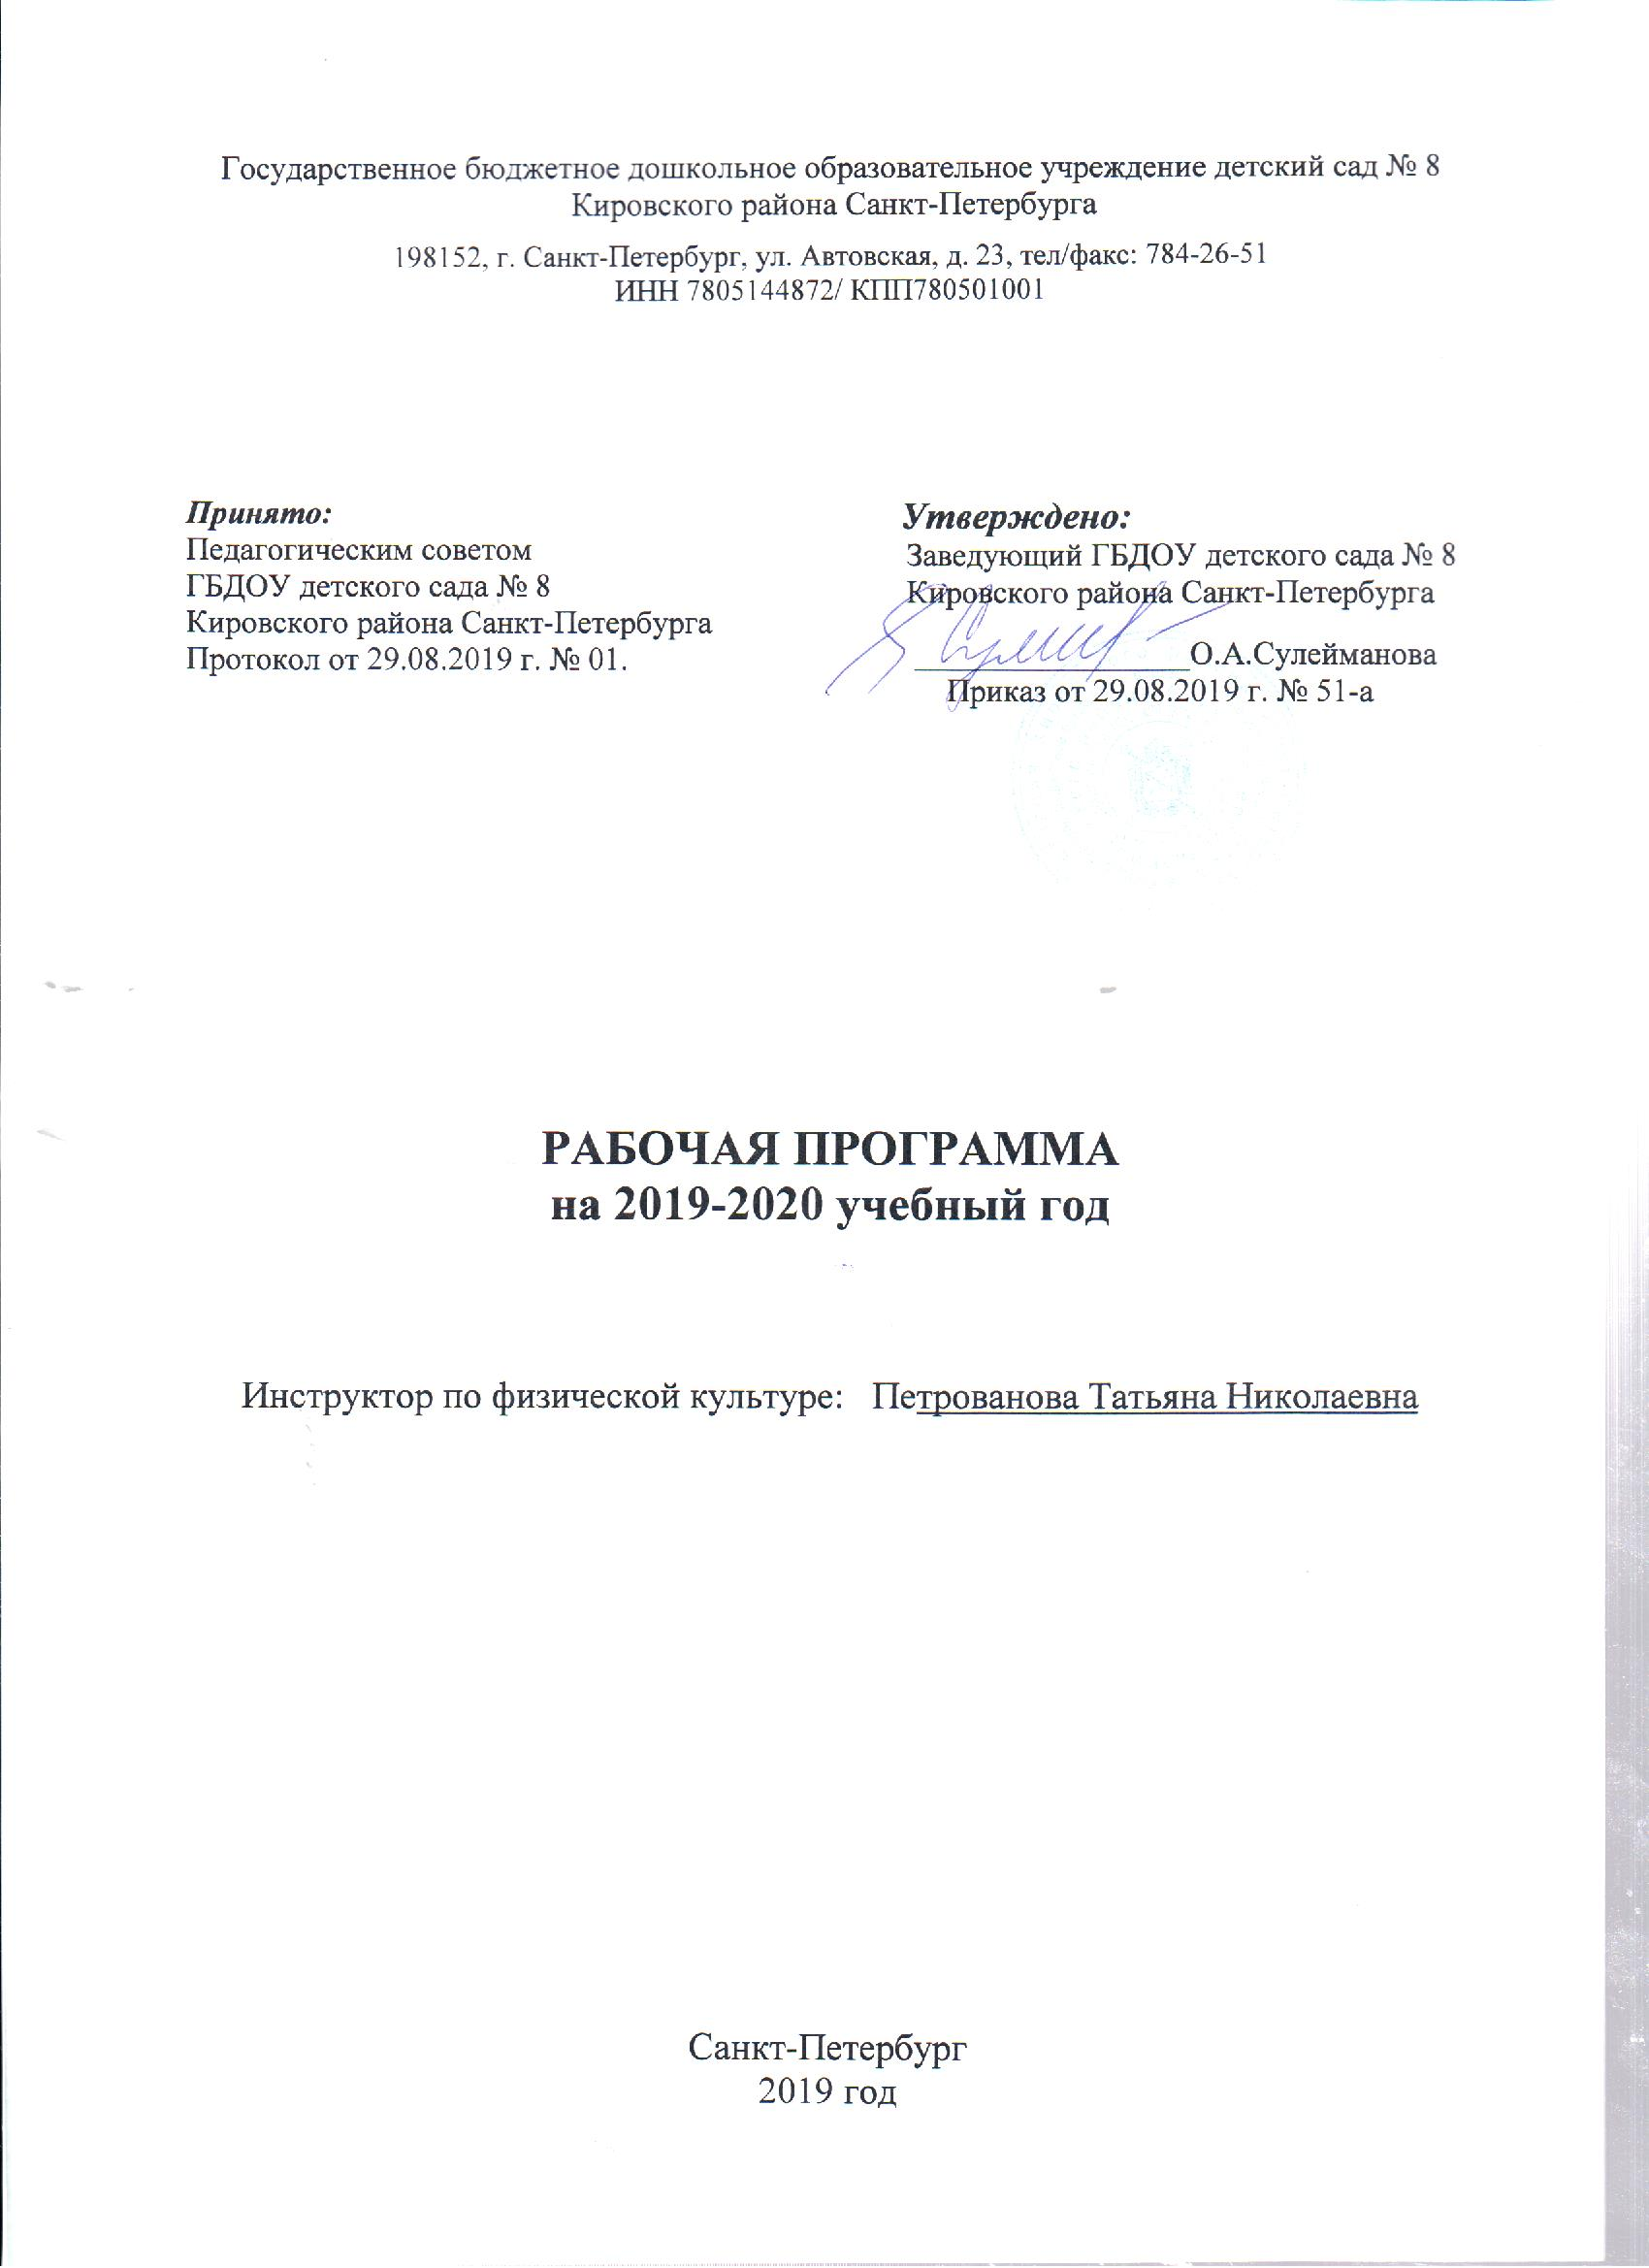 Государственное бюджетное дошкольное образовательное учреждение детский сад № 8
Кировского района Санкт-Петербурга
198152, г. Санкт-Петербург, ул. Автовская, д. 23, тел/факс: 784-26-51
ИНН 7805144872/ КПП780501001
Принято:
Педагогическим советом
ГБДОУ детского сада № 8
Кировского района Санкт-Петербурга
Протокол от 29.08.2019 г. № 01.
Утверждено:
Заведующий ГБДОУ детского сада № 8
Кировского района Санкт-Петербурга
О.А.Сулейманова
Приказ от 29.08.2019 г. № 51-а
РАБОЧАЯ ПРОГРАММА
на 2019-2020 учебный год
Инструктор по физической культуре: Петрованова Татьяна Николаевна
Санкт-Петербург
2019 год